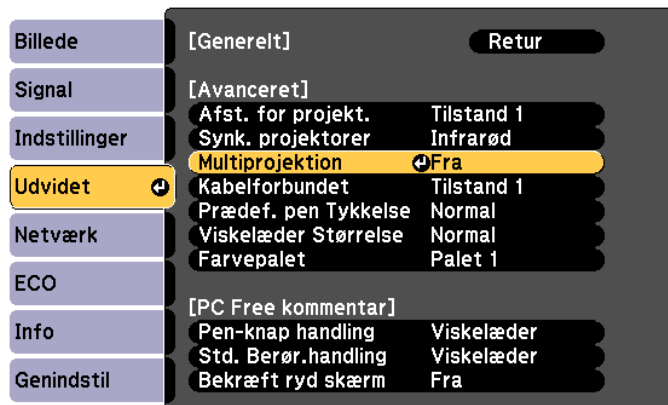 Billede
Signal
Indstillinger
Udvidet
Netværk
ECO
Info
Genindstil
[Generelt] Retur
[Avanceret]
Afst. for projekt. Tilstand 1
Synk. projektorer Infrarød
Multiprojektion Fra
Kabelforbundet Tilstand 1
Prædef. pen Tykkelse Normal
Viskelæder Størrelse Normal
Farvepalet Palet 1
[PC Free kommentar]
Pen-knap handling Viskelæder
Std. Berør.handling Viskelæder
Bekræft ryd skærm Fra